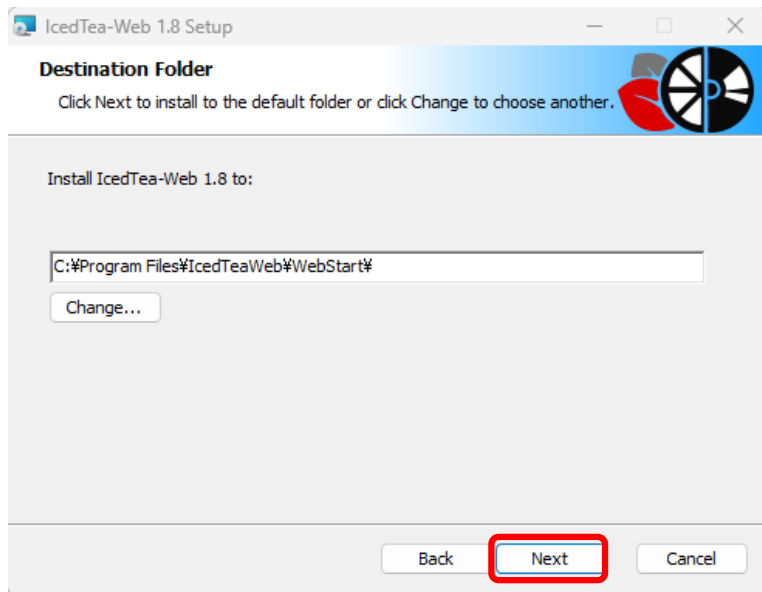 IcedTea-Web 1.8 Setup
Destination Folder
Click Next to install to the default folder or click Change to choose another.
Install IcedTea-Web 1.8 to:
C:¥Program Files¥IcedTeaWeb¥WebStart¥
Change...
Back Next Cancel